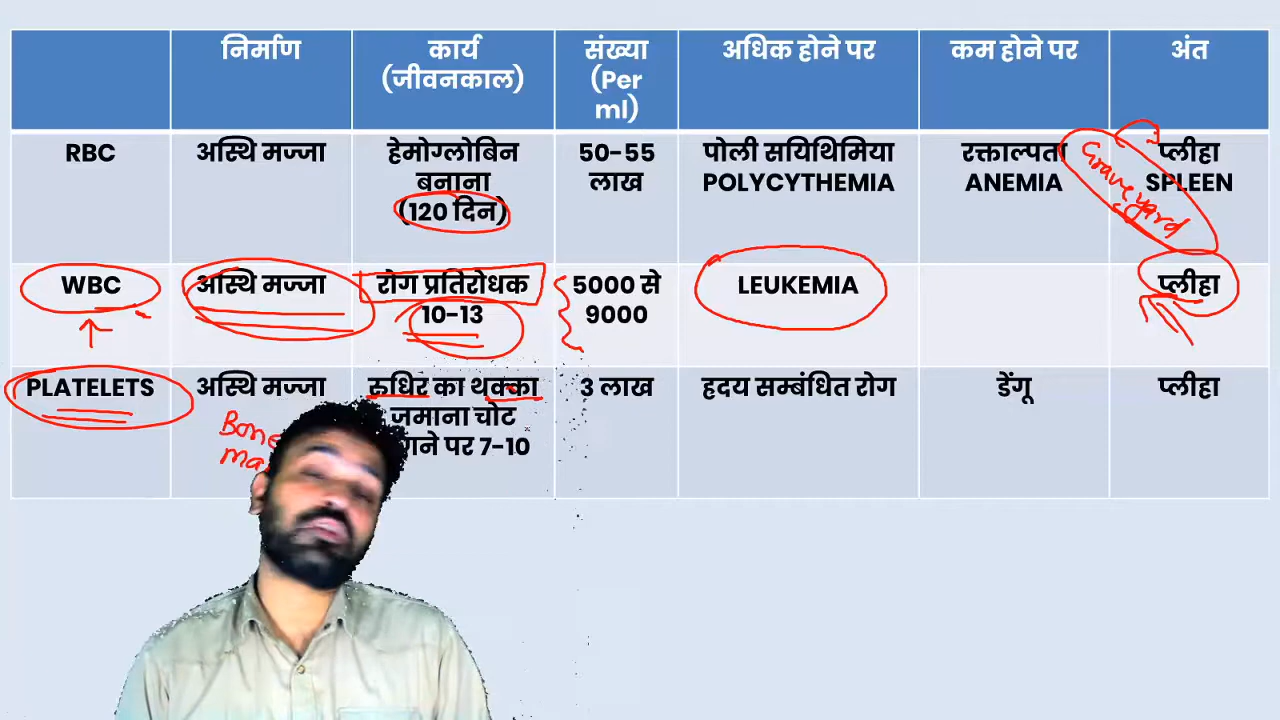 निर्माण
कार्य
(जीवनकाल)
संख्या
(Per
ml)
अधिक होने पर
कम होने पर
अंत
RBC
अस्थि मज्जा
हेमोग्लोबिन
बनाना
(120 दिन)
50-55
लाख
पोली सयिथिमिया
POLYCYTHEMIA
रक्ताल्पता
ANEMIA
प्लीहा
SPLEEN
Graveyard
WBC
अस्थि मज्जा
रोग प्रतिरोधक
10-13
5000 से
9000
LEUKEMIA
प्लीहा
PLATELETS
अस्थि मज्जा
Bone
रुधिर का थक्का
जमाना चोट
पर 7-10
3 लाख
हृदय सम्बंधित रोग
डेंगू
प्लीहा